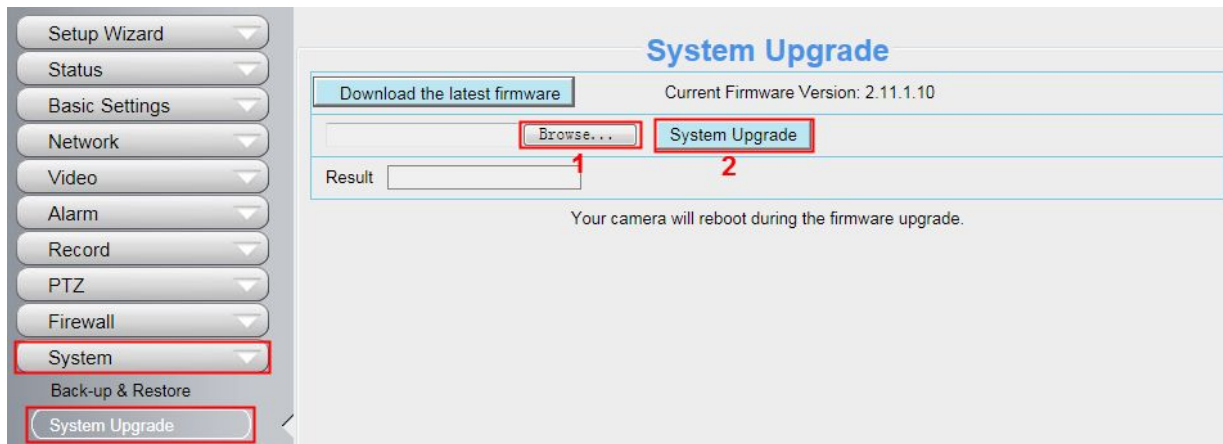 Setup Wizard
Status
Basic Settings
Network
Video
Alarm
Record
PTZ
Firewall
System
Back-up & Restore
System Upgrade
System Upgrade
Download the latest firmware Current Firmware Version: 2.11.1.10
Browse... System Upgrade
1 2
Result
Your camera will reboot during the firmware upgrade.